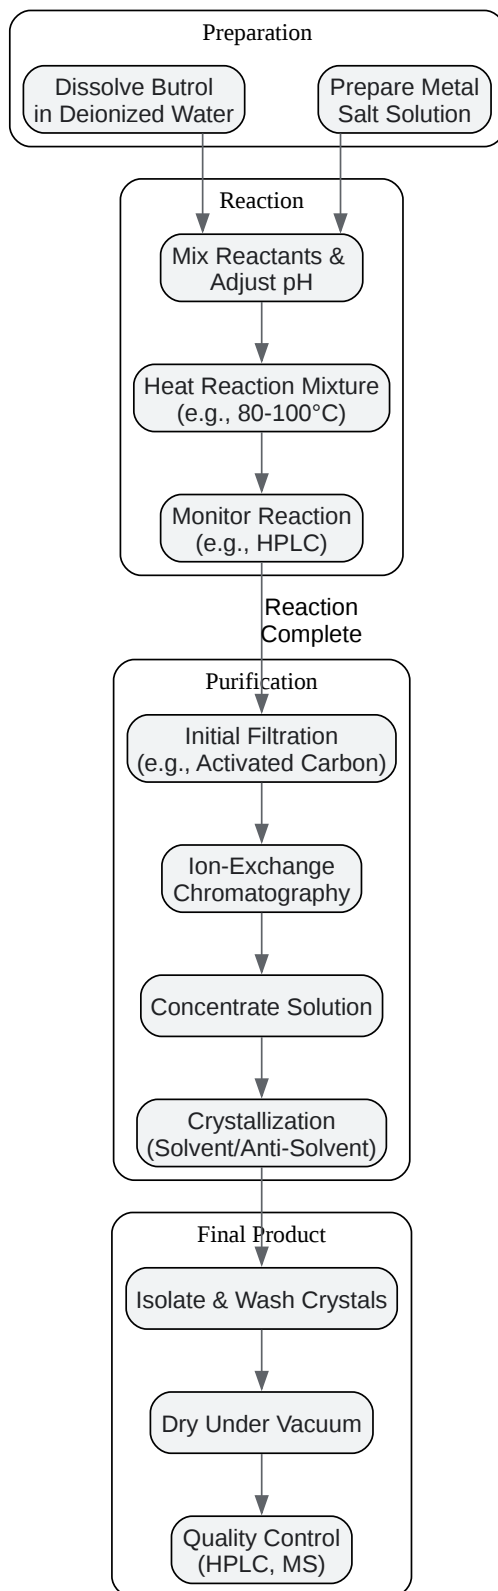 Preparation
Dissolve Butrol
in Deionized Water
Prepare Metal
Salt Solution
Reaction
Mix Reactants &
Adjust pH
Heat Reaction Mixture
(e.g., 80-100°C)
Monitor Reaction
(e.g., HPLC)
Reaction
Complete
Purification
Initial Filtration
(e.g., Activated Carbon)
Ion-Exchange
Chromatography
Concentrate Solution
Crystallization
(Solvent/Anti-Solvent)
Final Product
Isolate & Wash Crystals
Dry Under Vacuum
Quality Control
(HPLC, MS)